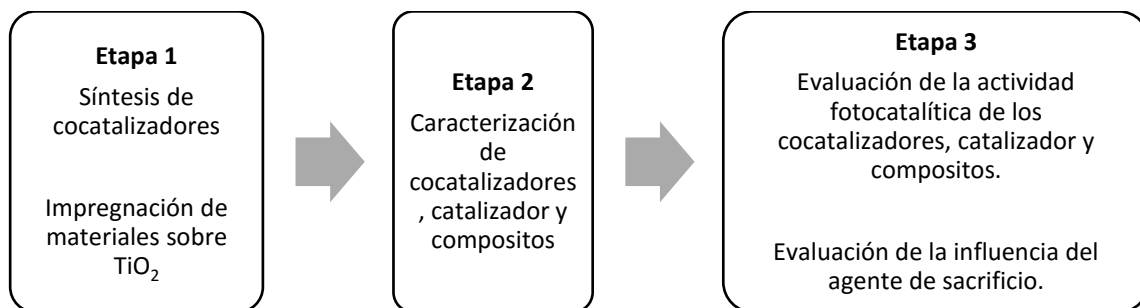 Etapa 1
Síntesis de
cocatalizadores
Impregnación de
materiales sobre
TiO₂
Etapa 2
Caracterización
de
cocatalizadores
, catalizador y
compositos
Etapa 3
Evaluación de la actividad
fotocatalítica de los
cocatalizadores, catalizador y
compositos.
Evaluación de la influencia del
agente de sacrificio.